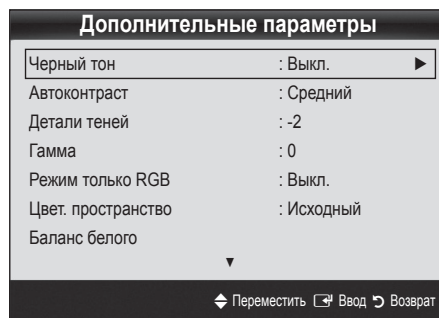 Дополнительные параметры
Черный тон : Выкл. ►
Автоконтраст : Средний
Детали теней : -2
Гамма : 0
Режим только RGB : Выкл.
Цвет. пространство : Исходный
Баланс белого
▼
Переместить Ввод Возврат